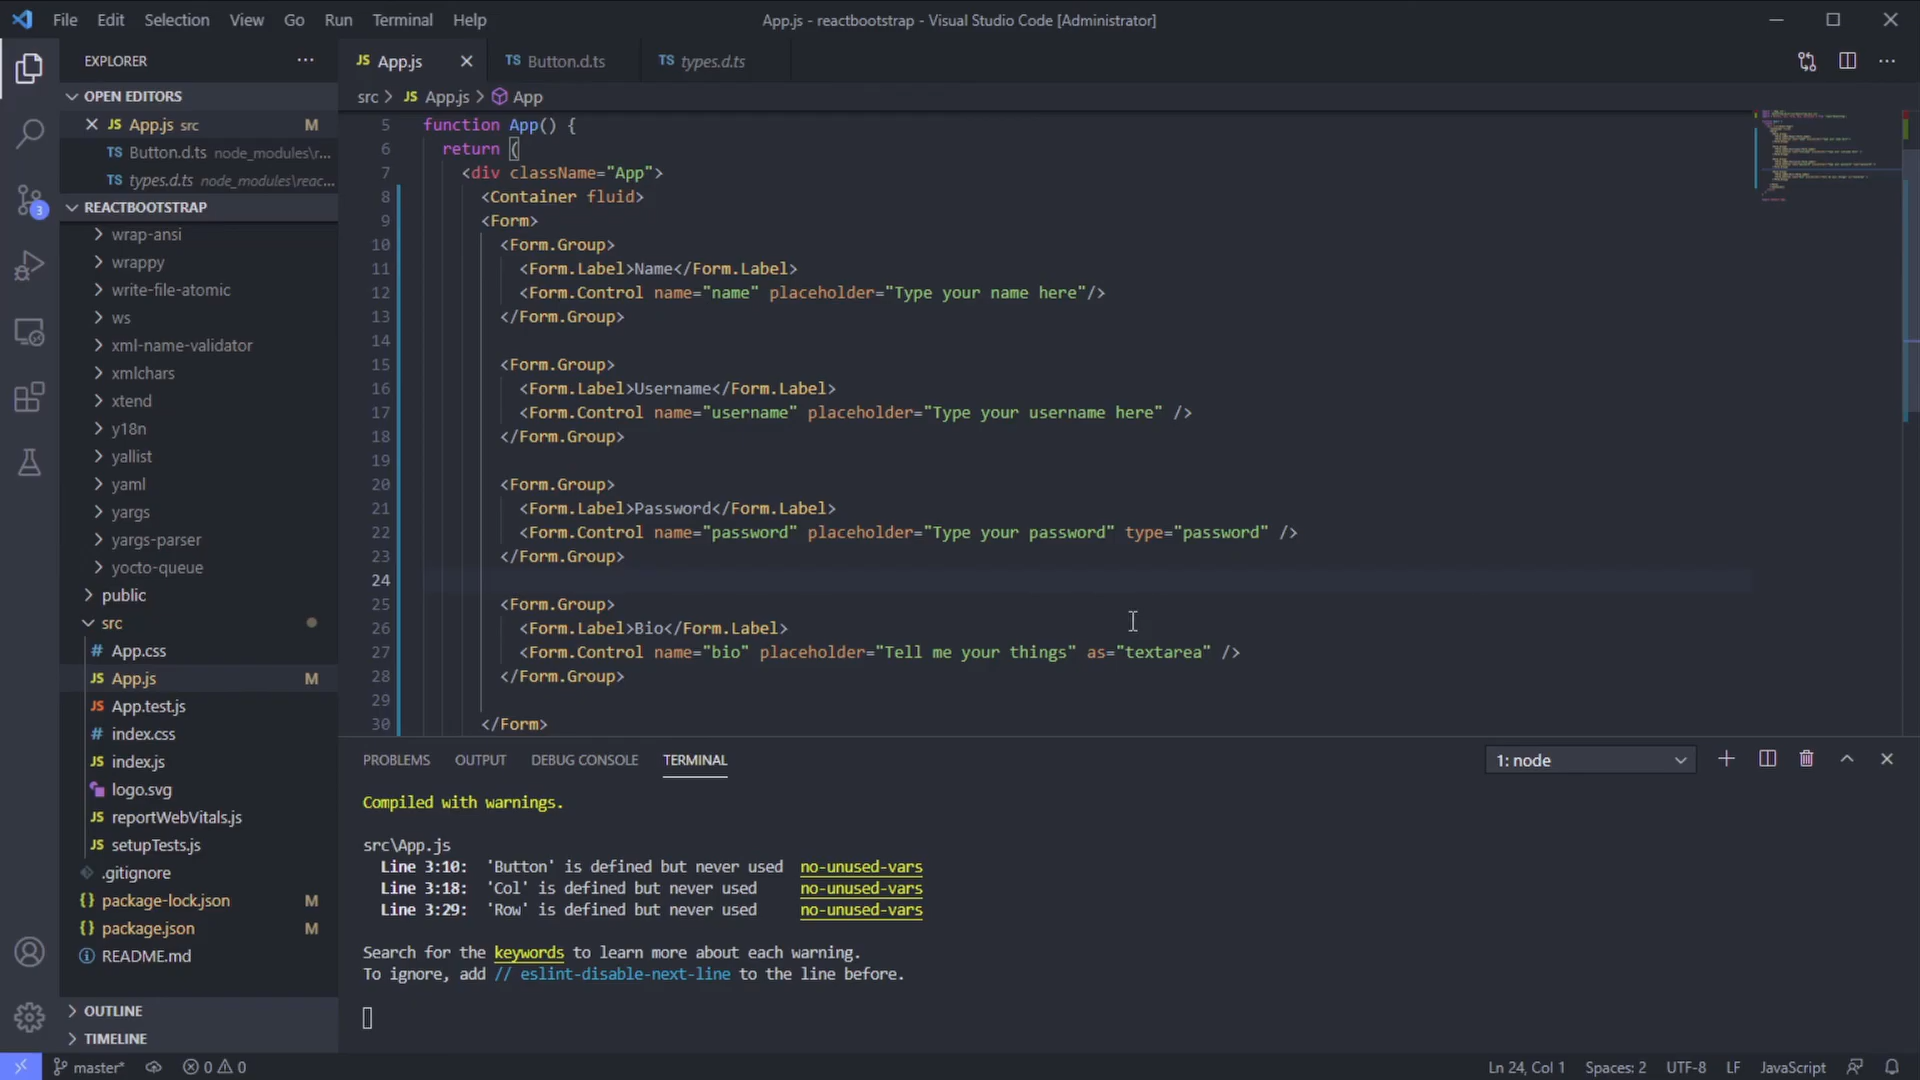 File Edit Selection View Go Run Terminal Help
App.js - reactbootstrap - Visual Studio Code [Administrator]
EXPLORER
OPEN EDITORS
JS App.js src M
TS Button.d.ts node_modules\r...
TS types.d.ts node_modules\reac...
REACTBOOTSTRAP
wrap-ansi
wrappy
write-file-atomic
ws
xml-name-validator
xmlchars
xtend
y18n
yallist
yaml
yargs
yargs-parser
yocto-queue
public
src
# App.css
JS App.js M
JS App.test.js
# index.css
JS index.js
logo.svg
JS reportWebVitals.js
JS setupTests.js
.gitignore
{} package-lock.json M
{} package.json M
README.md
OUTLINE
TIMELINE
3
JS App.js
TS Button.d.ts
TS types.d.ts
src > JS App.js > App
5 function App() {
6 return (
7 <div className="App">
8 <Container fluid>
9 <Form>
10 <Form.Group>
11 <Form.Label>Name</Form.Label>
12 <Form.Control name="name" placeholder="Type your name here"/>
13 </Form.Group>
14
15 <Form.Group>
16 <Form.Label>Username</Form.Label>
17 <Form.Control name="username" placeholder="Type your username here" />
18 </Form.Group>
19
20 <Form.Group>
21 <Form.Label>Password</Form.Label>
22 <Form.Control name="password" placeholder="Type your password" type="password" />
23 </Form.Group>
24
25 <Form.Group>
26 <Form.Label>Bio</Form.Label>
27 <Form.Control name="bio" placeholder="Tell me your things" as="textarea" />
28 </Form.Group>
29
30 </Form>
PROBLEMS OUTPUT DEBUG CONSOLE TERMINAL
1: node
Compiled with warnings.
src\App.js
Line 3:10: 'Button' is defined but never used no-unused-vars
Line 3:18: 'Col' is defined but never used no-unused-vars
Line 3:29: 'Row' is defined but never used no-unused-vars
Search for the keywords to learn more about each warning.
To ignore, add // eslint-disable-next-line to the line before.
master* 0 0
Ln 24, Col 1 Spaces: 2 UTF-8 LF JavaScript